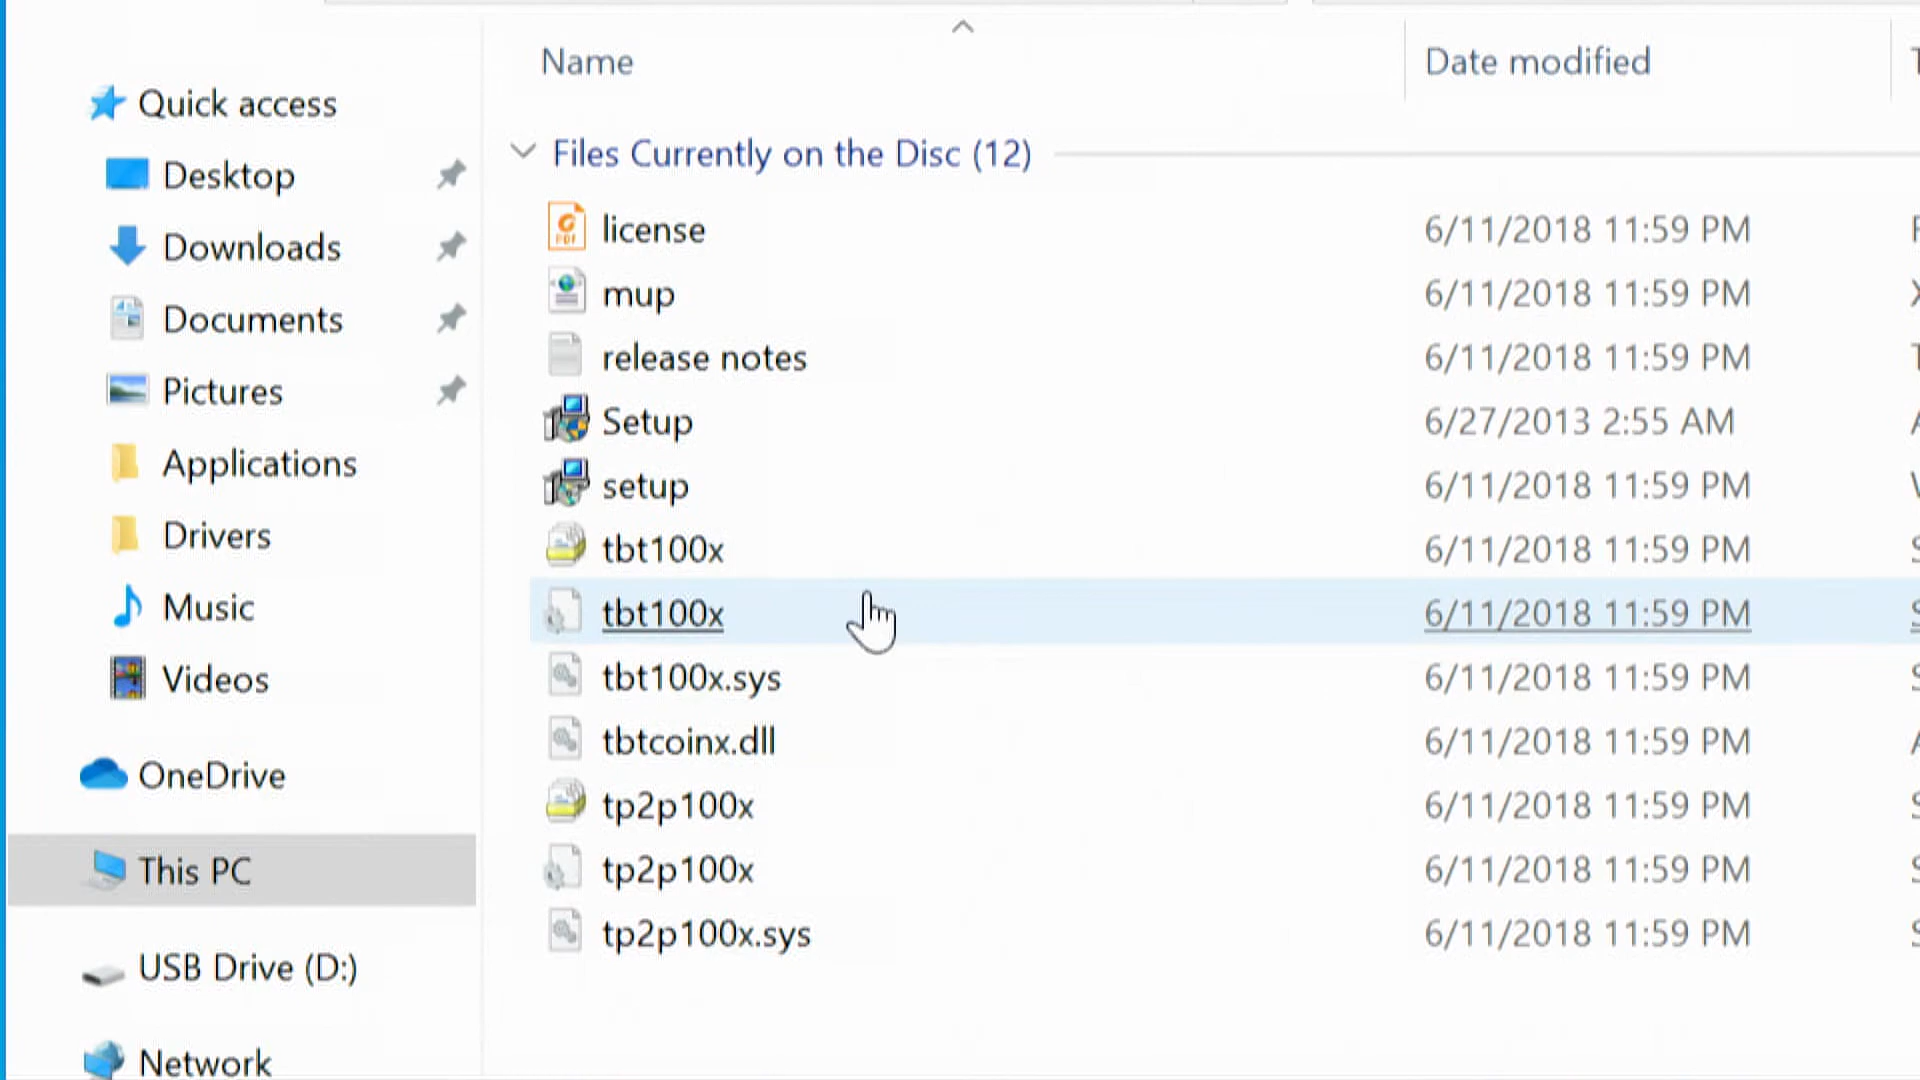 Name Date modified
Quick access
Desktop
Downloads
Documents
Pictures
Applications
Drivers
Music
Videos
OneDrive
This PC
USB Drive (D:)
Network
Files Currently on the Disc (12)
license 6/11/2018 11:59 PM
mup 6/11/2018 11:59 PM
release notes 6/11/2018 11:59 PM
Setup 6/27/2013 2:55 AM
setup 6/11/2018 11:59 PM
tbt100x 6/11/2018 11:59 PM
tbt100x 6/11/2018 11:59 PM
tbt100x.sys 6/11/2018 11:59 PM
tbtcoinx.dll 6/11/2018 11:59 PM
tp2p100x 6/11/2018 11:59 PM
tp2p100x 6/11/2018 11:59 PM
tp2p100x.sys 6/11/2018 11:59 PM